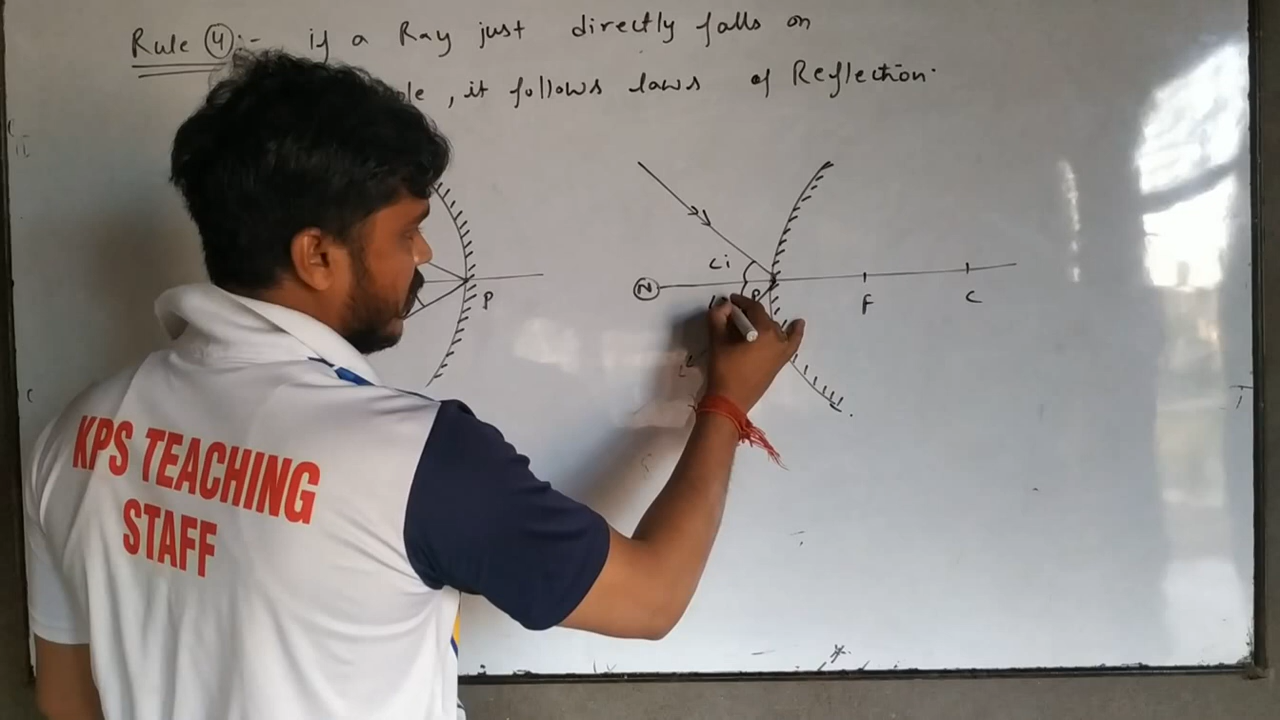 Rule ④:- if a Ray just directly falls on
, it follows laws of Reflection.
∠i
N
P
P
F
C
KPS TEACHING
STAFF